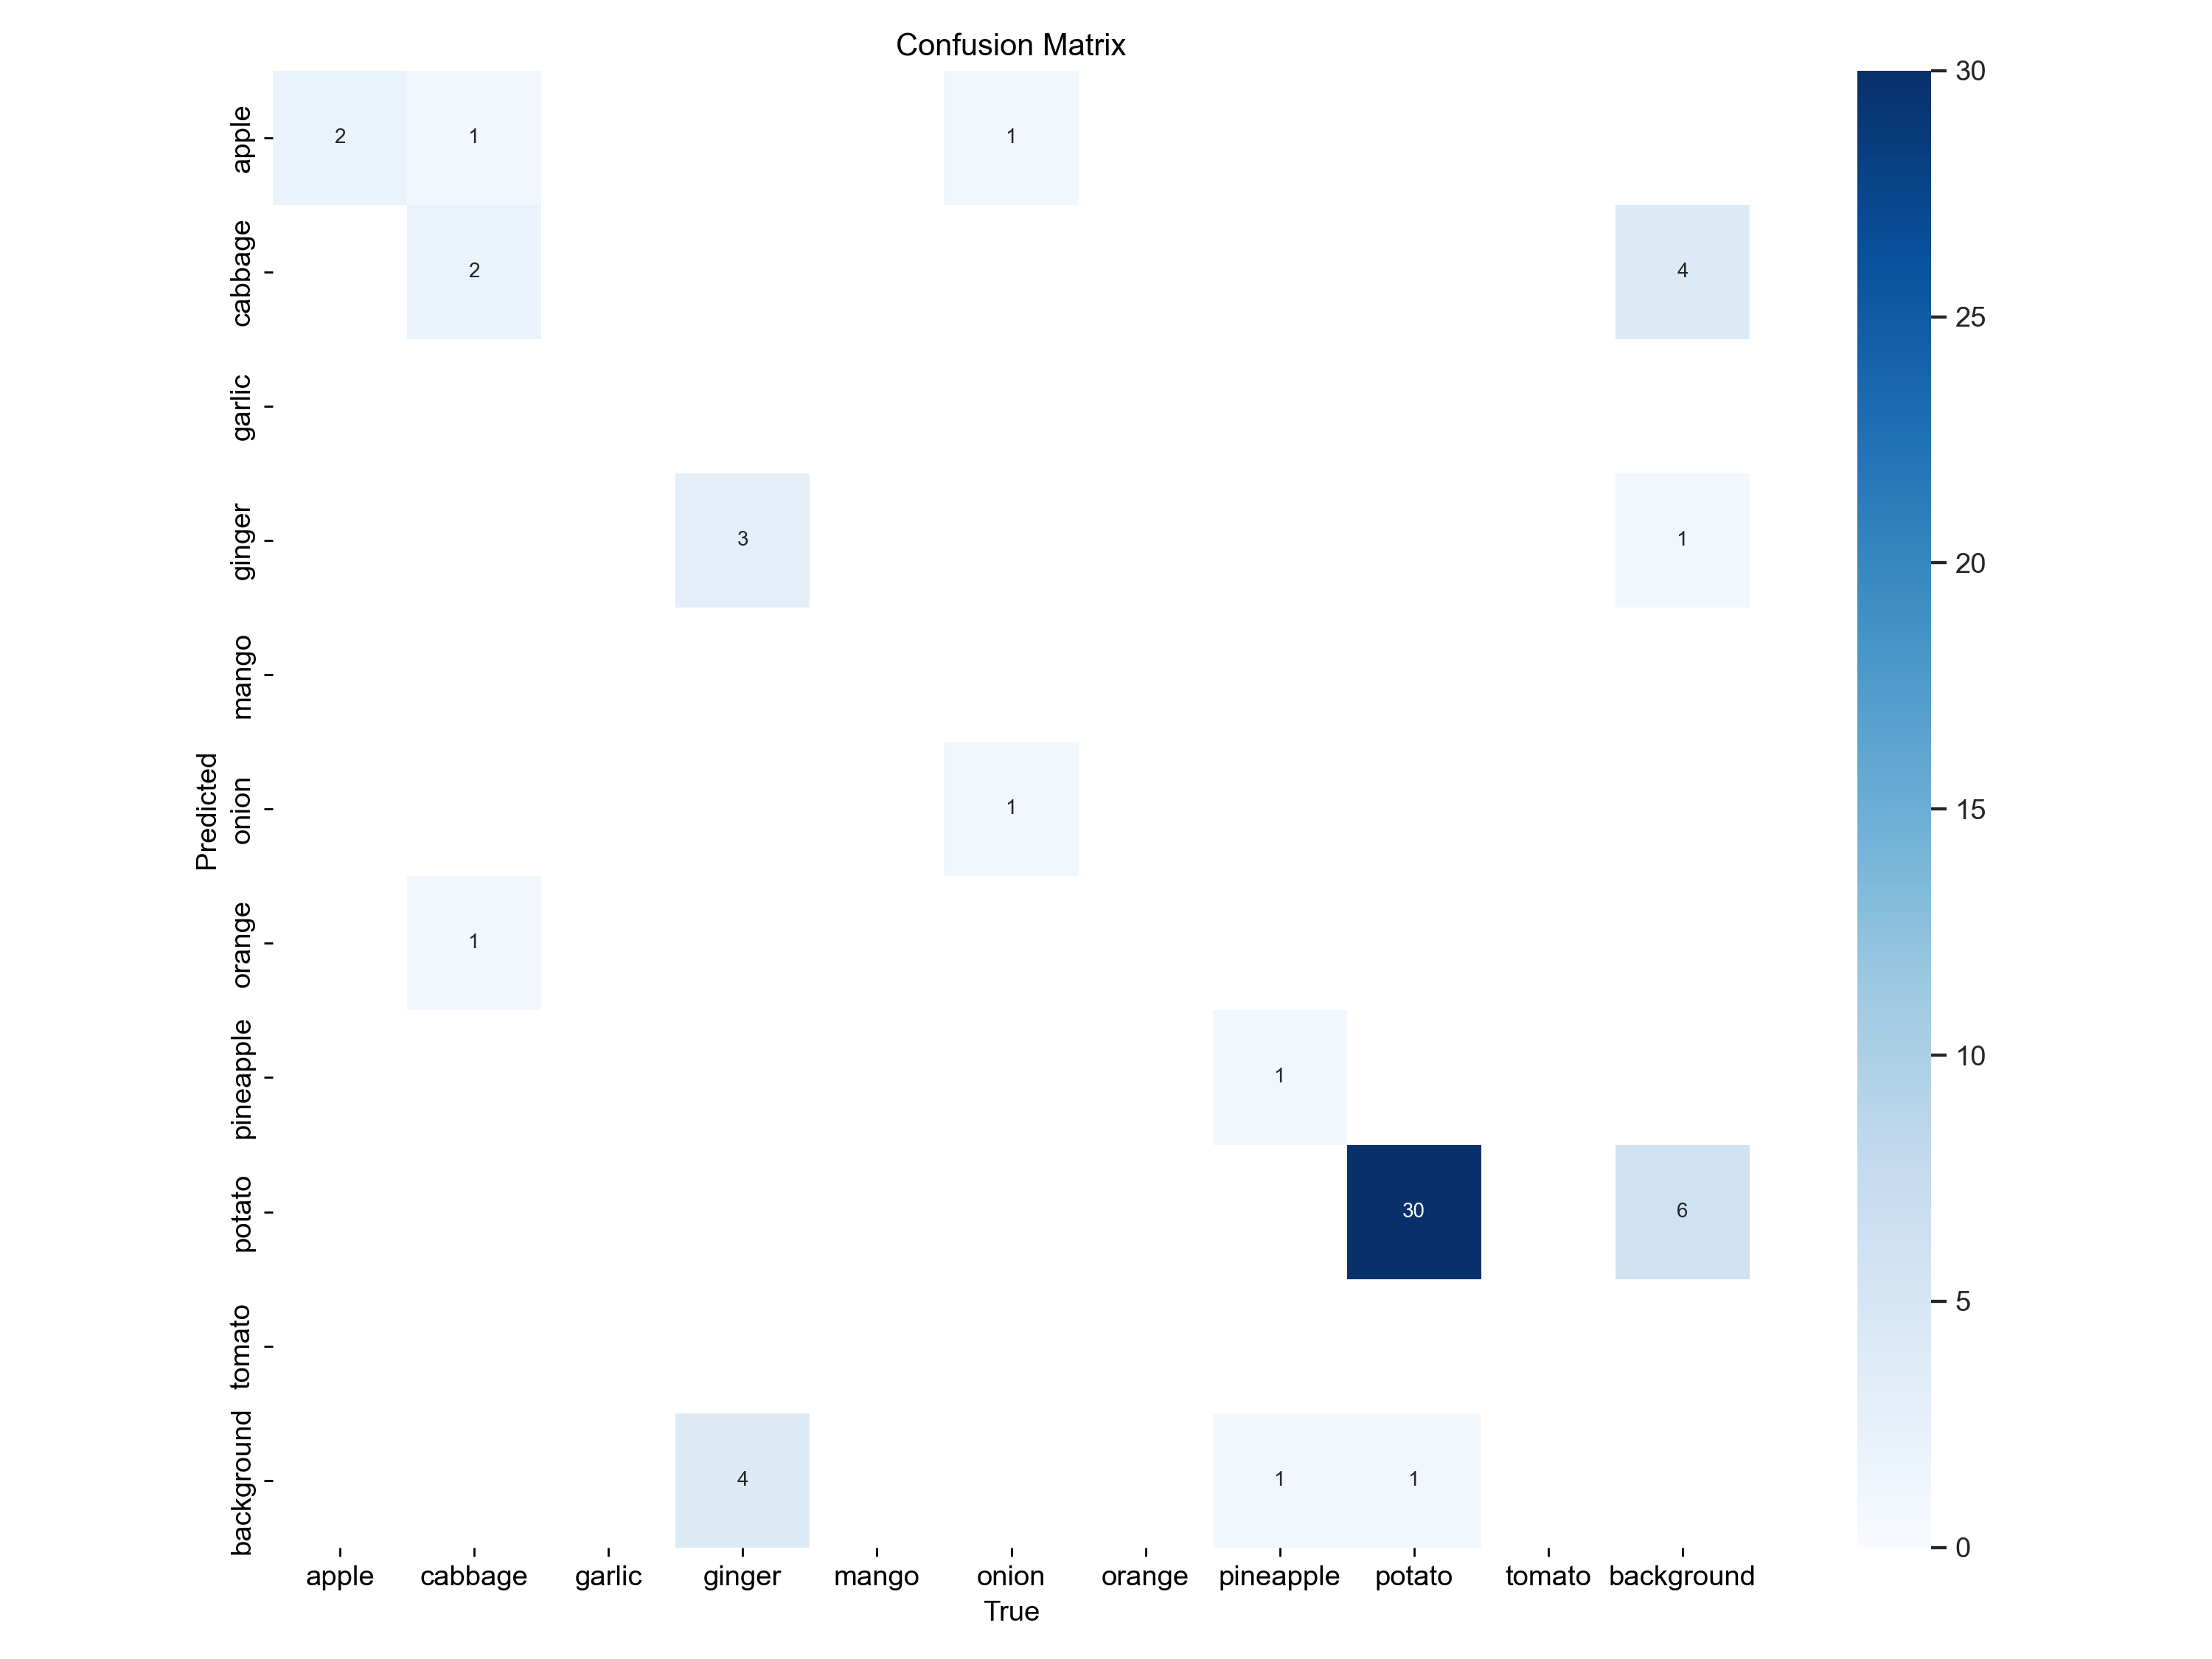 Confusion Matrix
apple 2 1 1
cabbage 2 4
garlic
ginger 3 1
mango
onion 1
orange 1
pineapple 1
potato 30 6
tomato
background 4 1 1
Predicted
apple cabbage garlic ginger mango onion orange pineapple potato tomato background
True
30
25
20
15
10
5
0